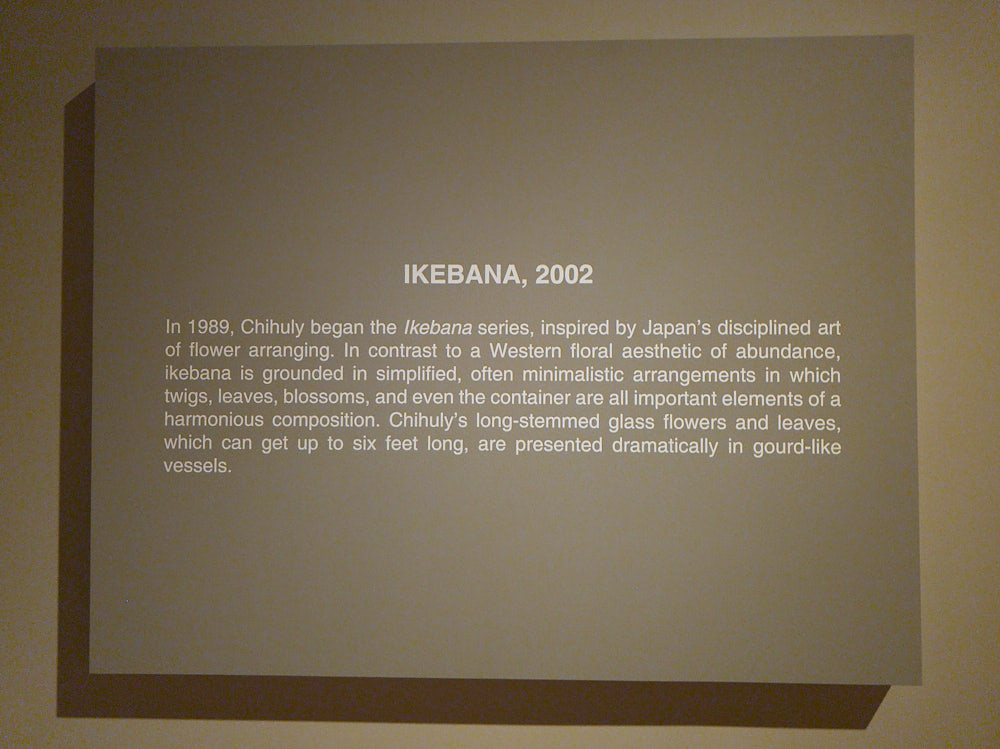 IKEBANA, 2002
In 1989, Chihuly began the Ikebana series, inspired by Japan’s disciplined art
of flower arranging. In contrast to a Western floral aesthetic of abundance,
ikebana is grounded in simplified, often minimalistic arrangements in which
twigs, leaves, blossoms, and even the container are all important elements of a
harmonious composition. Chihuly’s long-stemmed glass flowers and leaves,
which can get up to six feet long, are presented dramatically in gourd-like
vessels.